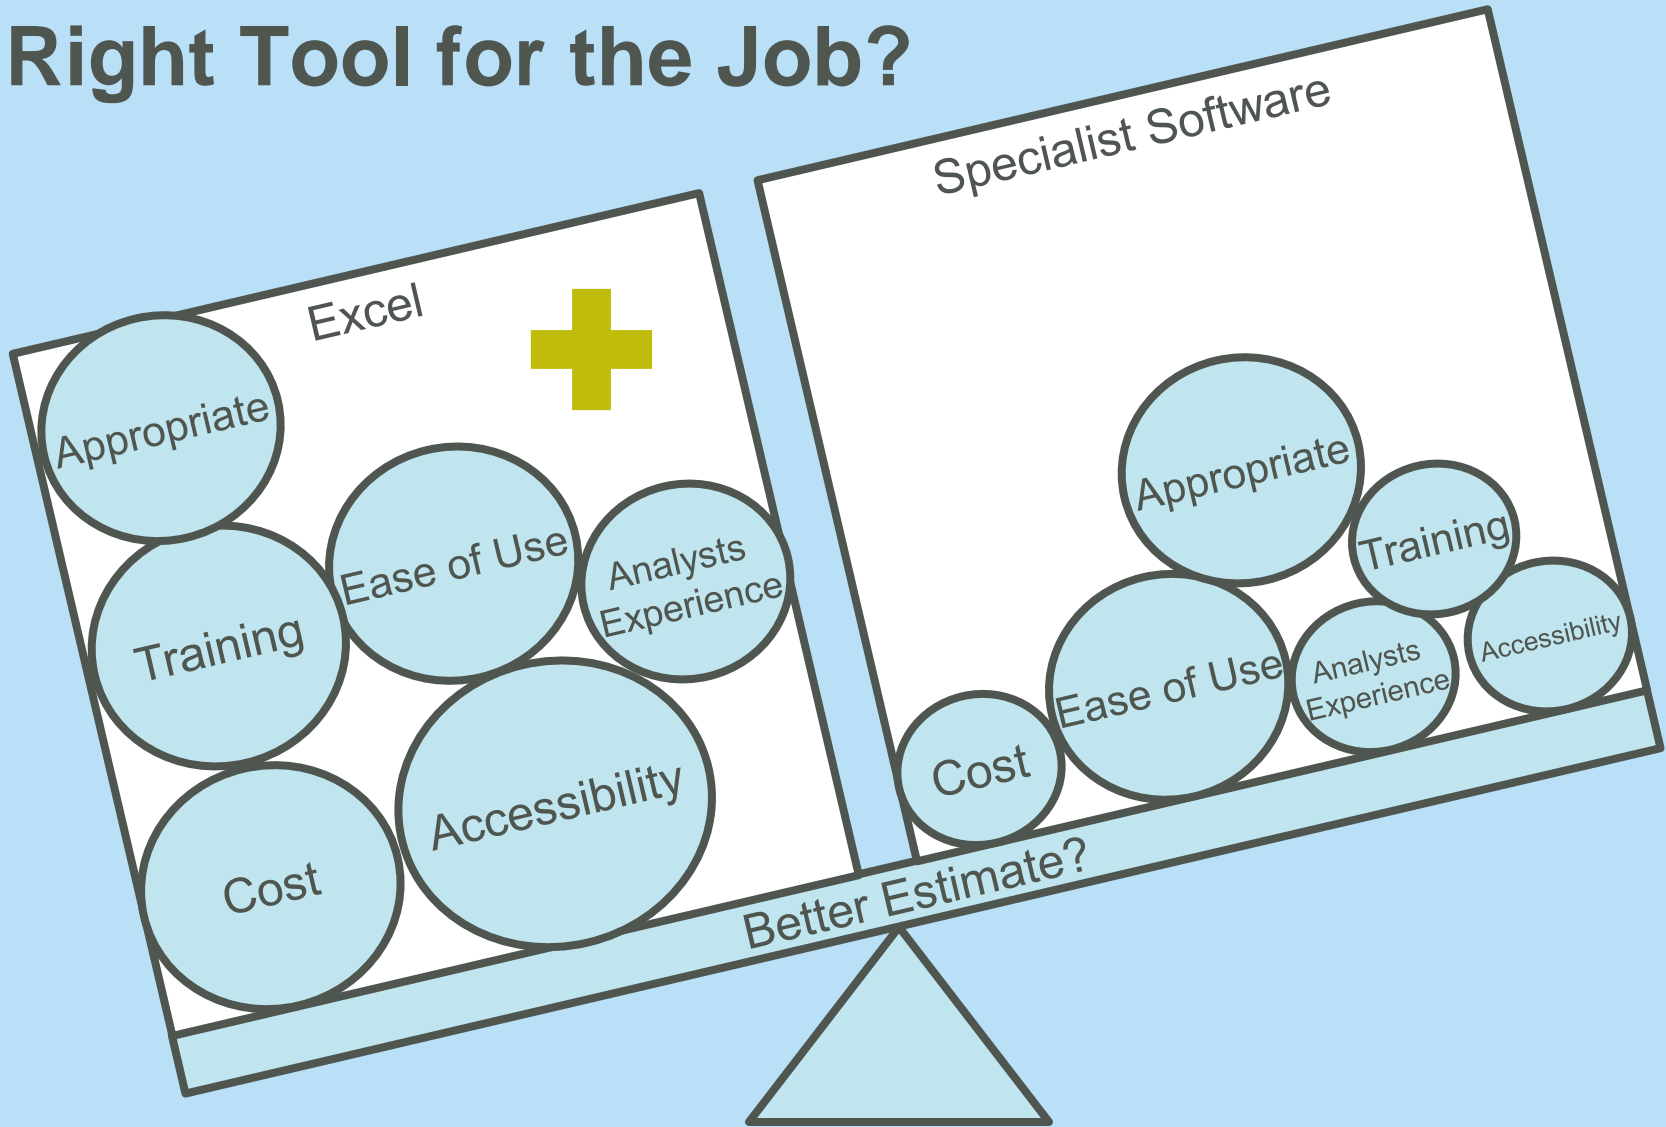 Right Tool for the Job?
Excel
Appropriate
Ease of Use
Analysts
Experience
Training
Accessibility
Cost
Specialist Software
Appropriate
Training
Accessibility
Analysts
Experience
Ease of Use
Cost
Better Estimate?